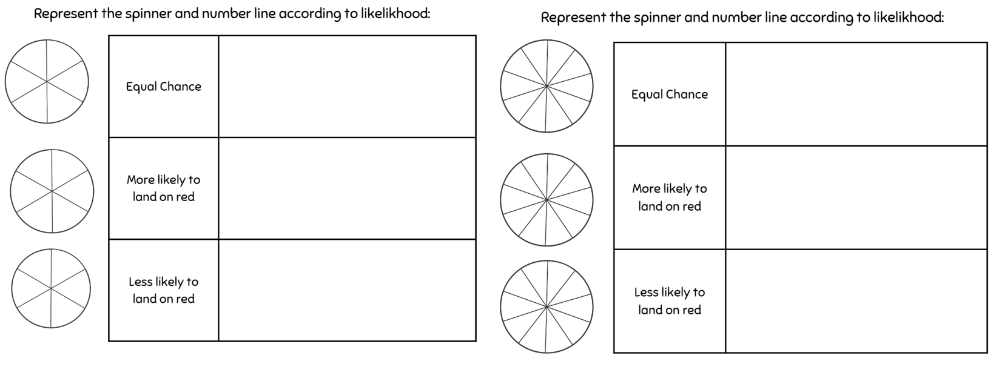 Represent the spinner and number line according to likelikhood:
Equal Chance
More likely to
land on red
Less likely to
land on red
Represent the spinner and number line according to likelikhood:
Equal Chance
More likely to
land on red
Less likely to
land on red